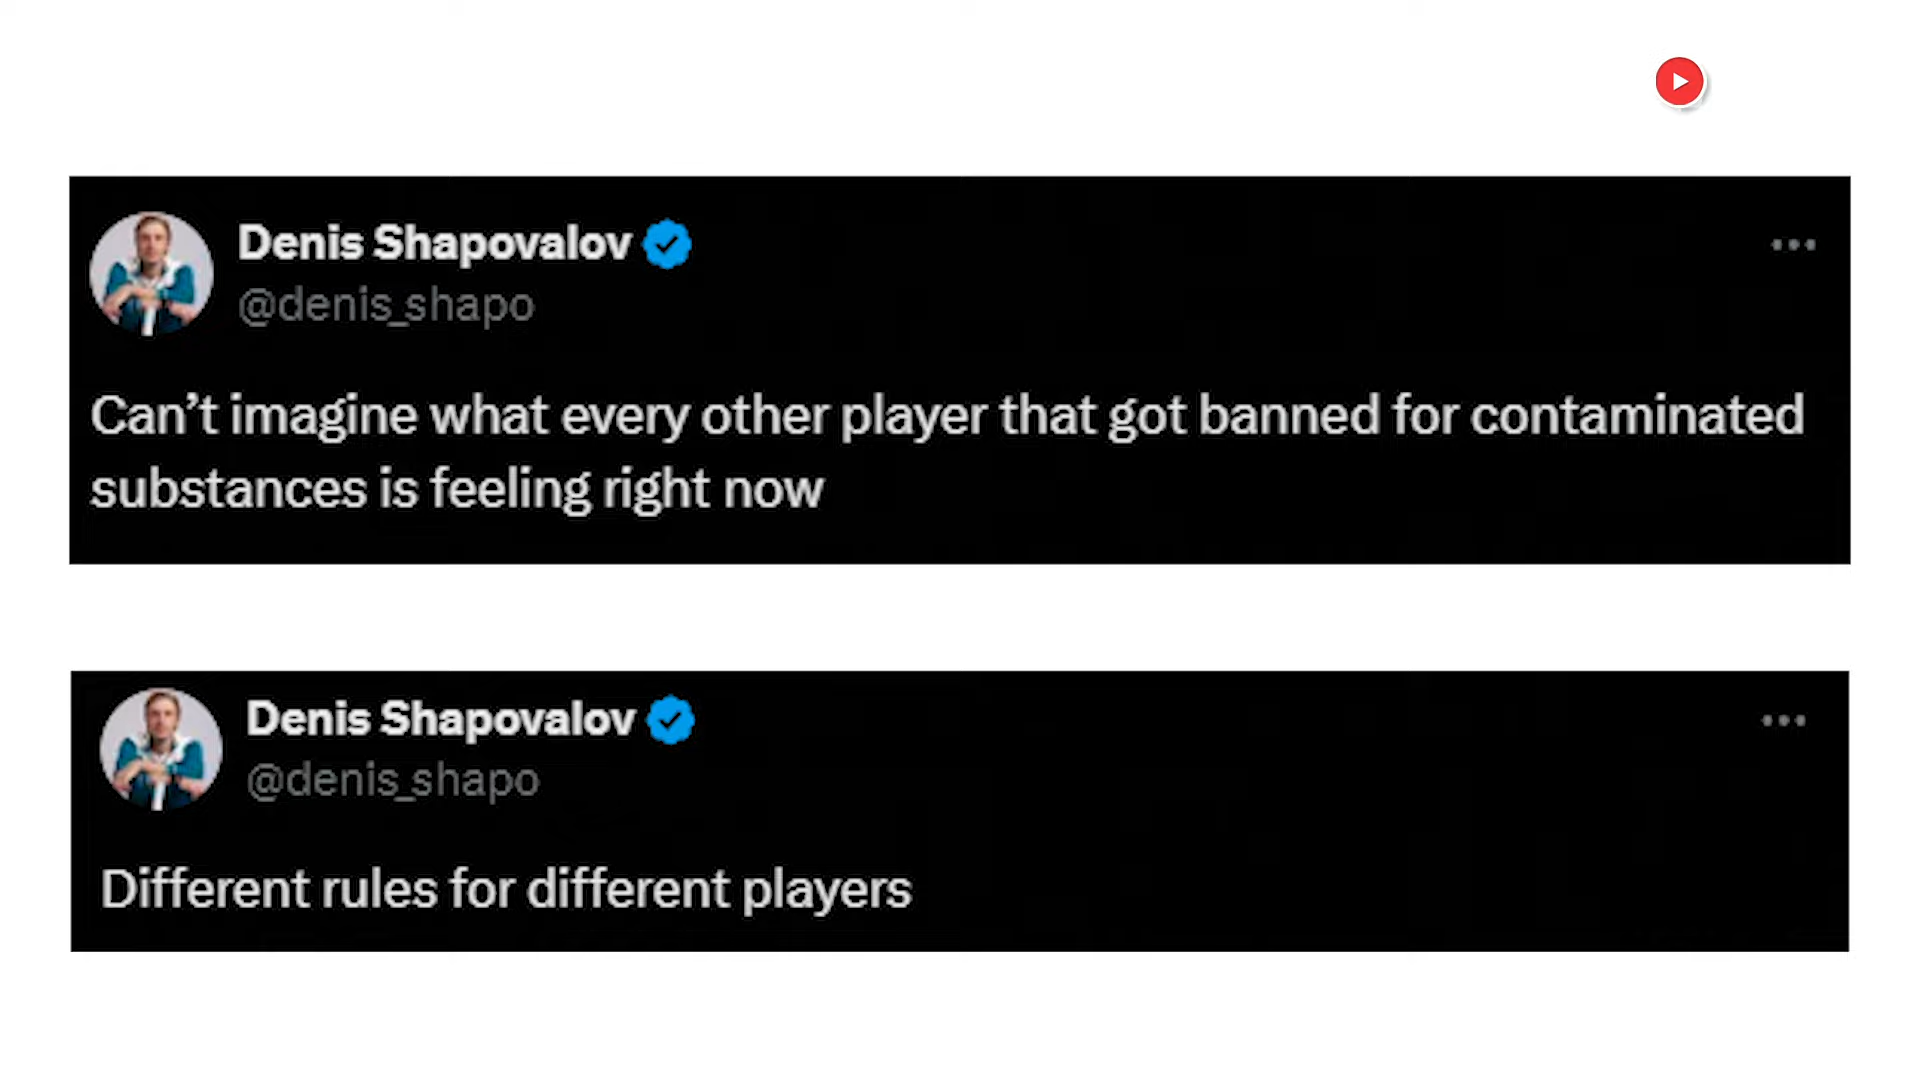 Denis Shapovalov
@denis_shapo
Can’t imagine what every other player that got banned for contaminated
substances is feeling right now
Denis Shapovalov
@denis_shapo
Different rules for different players